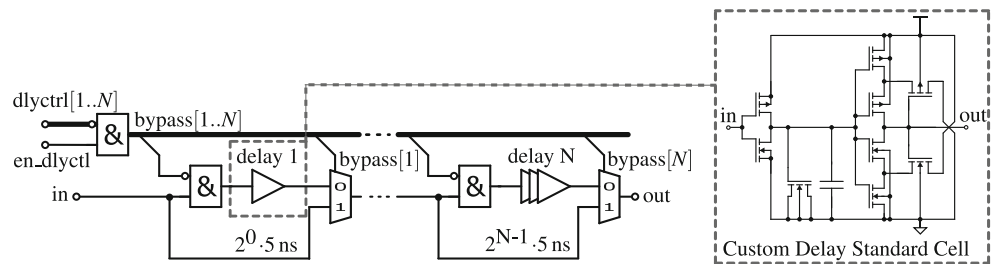 dlyctrl[1..N]
en_dlyctl
&
bypass[1..N]
in
&
delay 1
bypass[1]
0
1
2^0·5 ns
&
delay N
bypass[N]
0
1
out
2^N-1·5 ns
in
out
Custom Delay Standard Cell